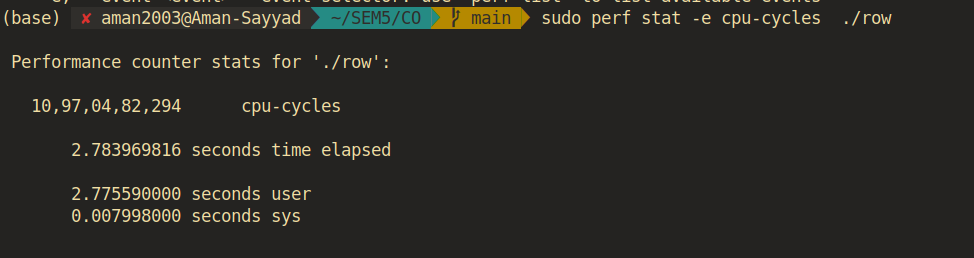 (base) ✘ aman2003@Aman-Sayyad ~/SEM5/CO main sudo perf stat -e cpu-cycles ./row
Performance counter stats for './row':
10,97,04,82,294 cpu-cycles
2.783969816 seconds time elapsed
2.775590000 seconds user
0.007998000 seconds sys